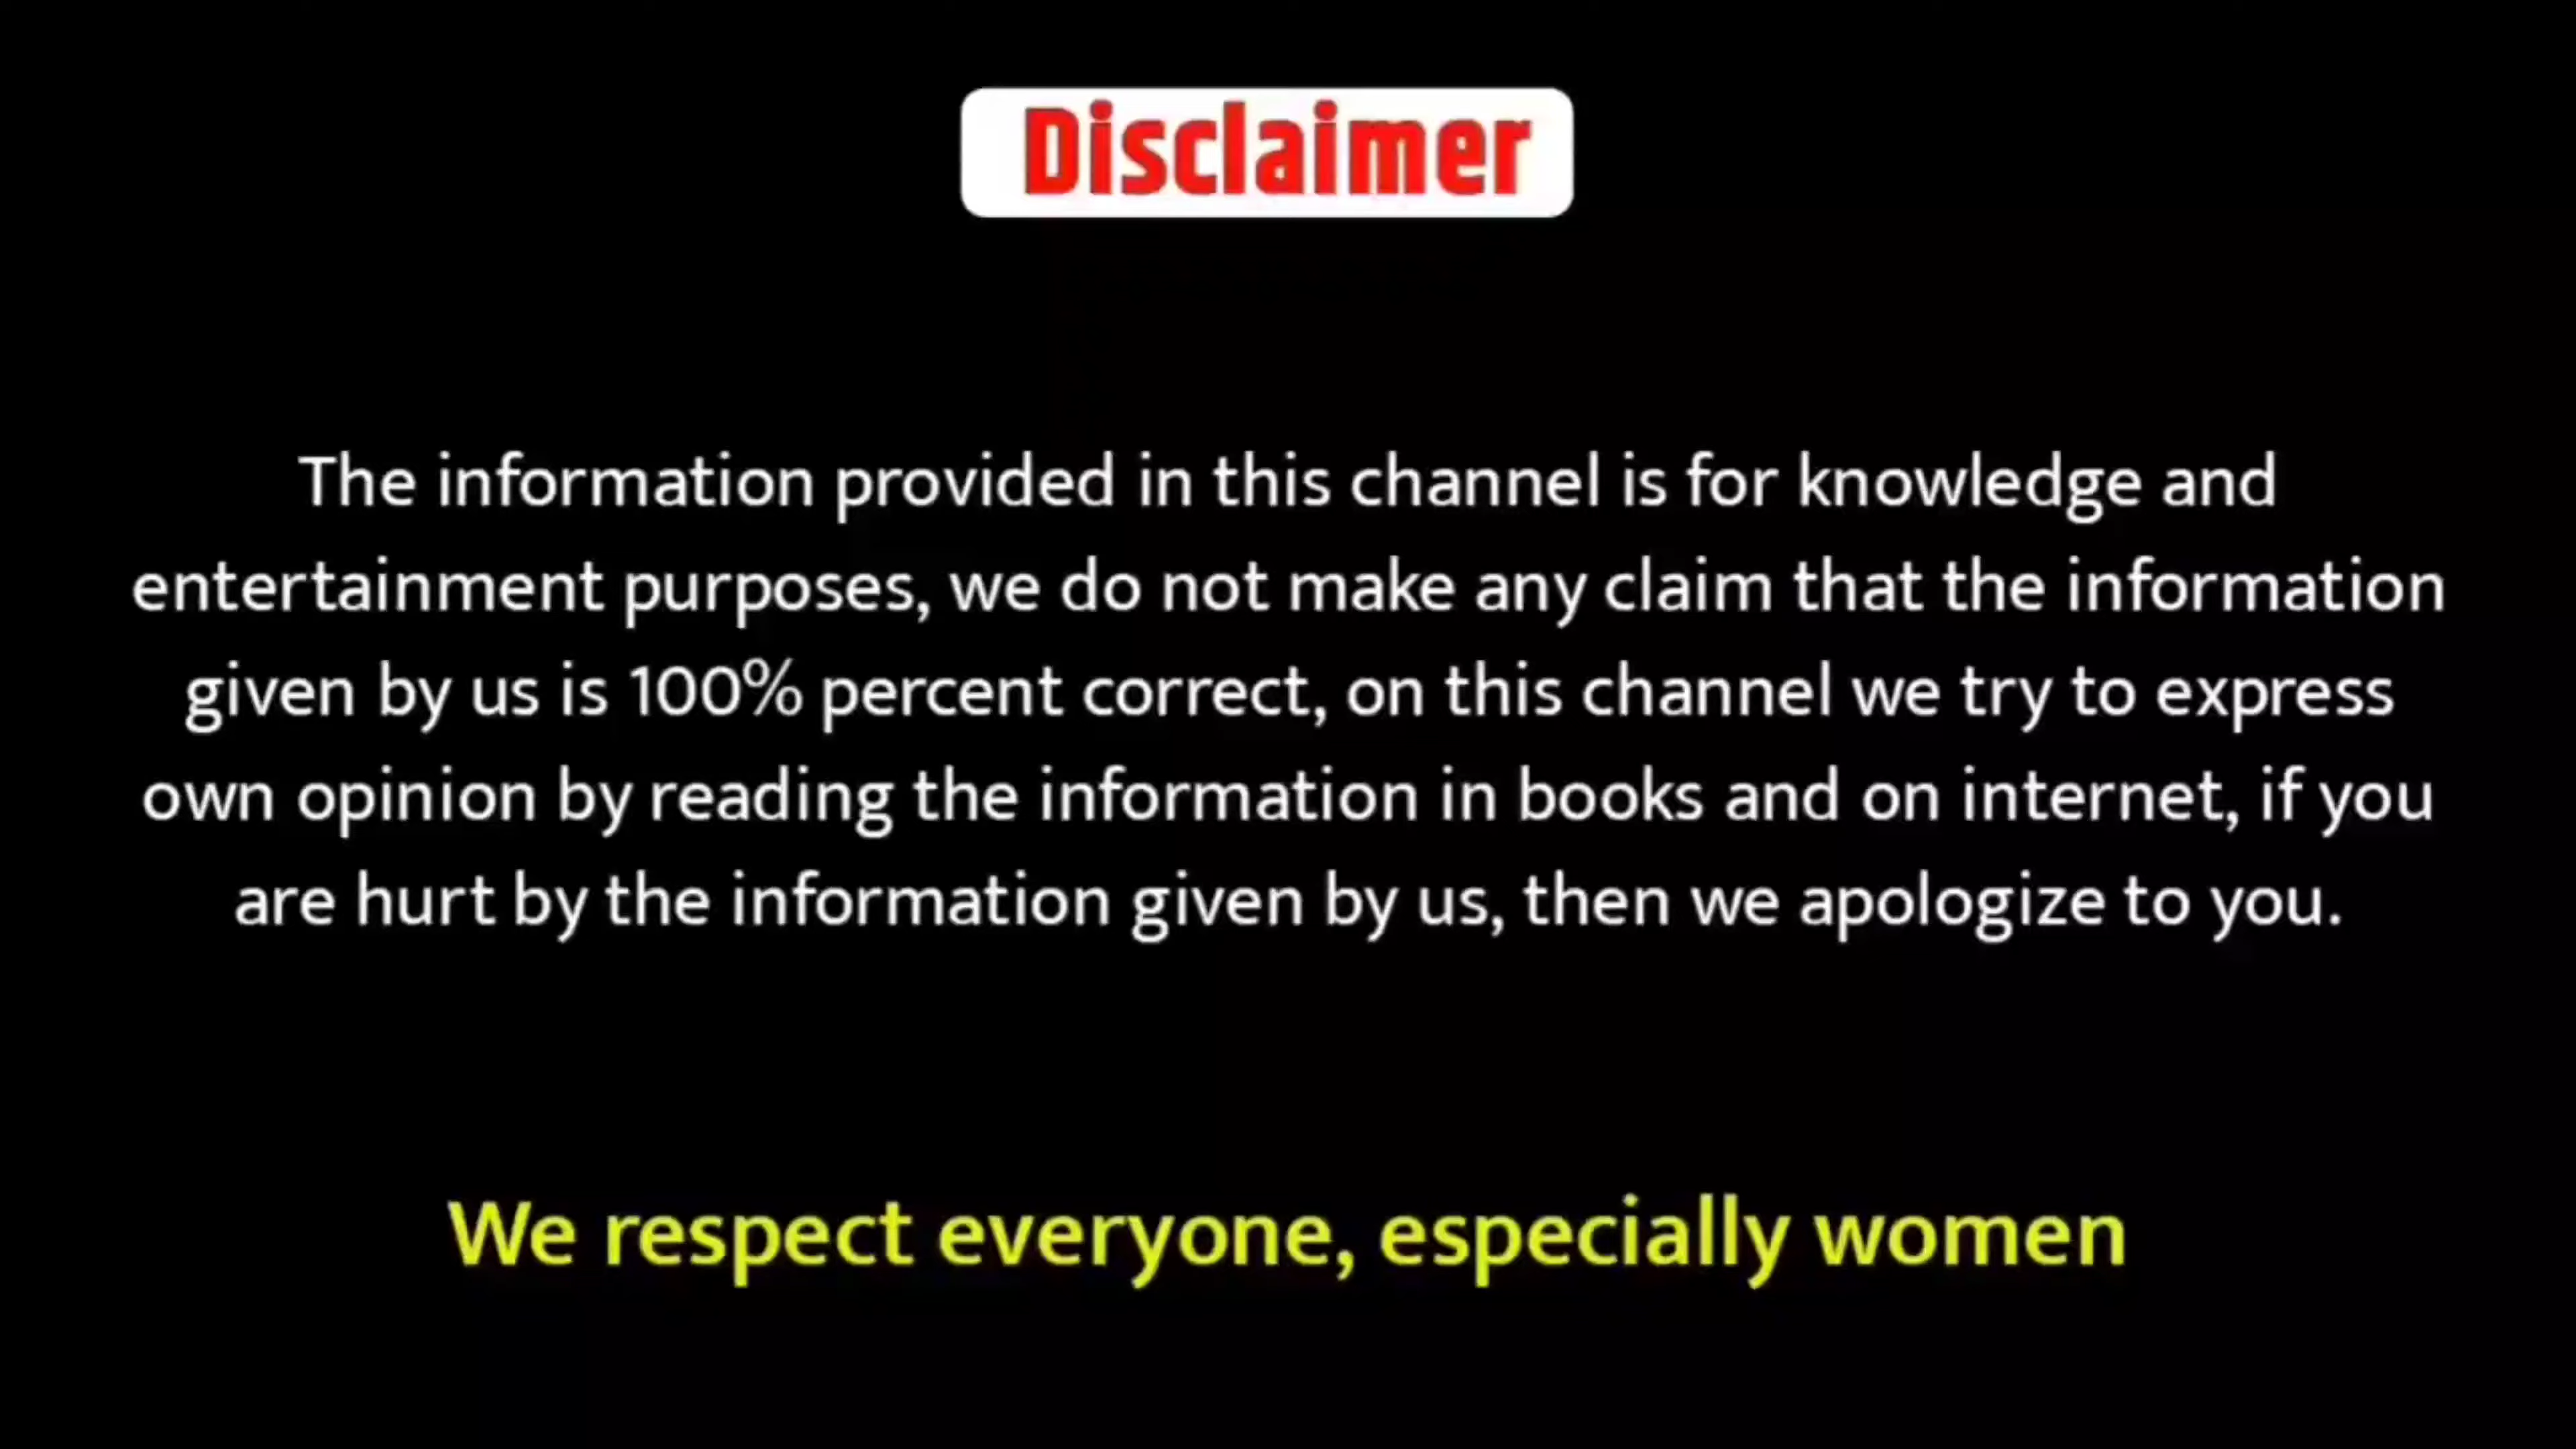 Disclaimer
The information provided in this channel is for knowledge and
entertainment purposes, we do not make any claim that the information
given by us is 100% percent correct, on this channel we try to express
own opinion by reading the information in books and on internet, if you
are hurt by the information given by us, then we apologize to you.
We respect everyone, especially women